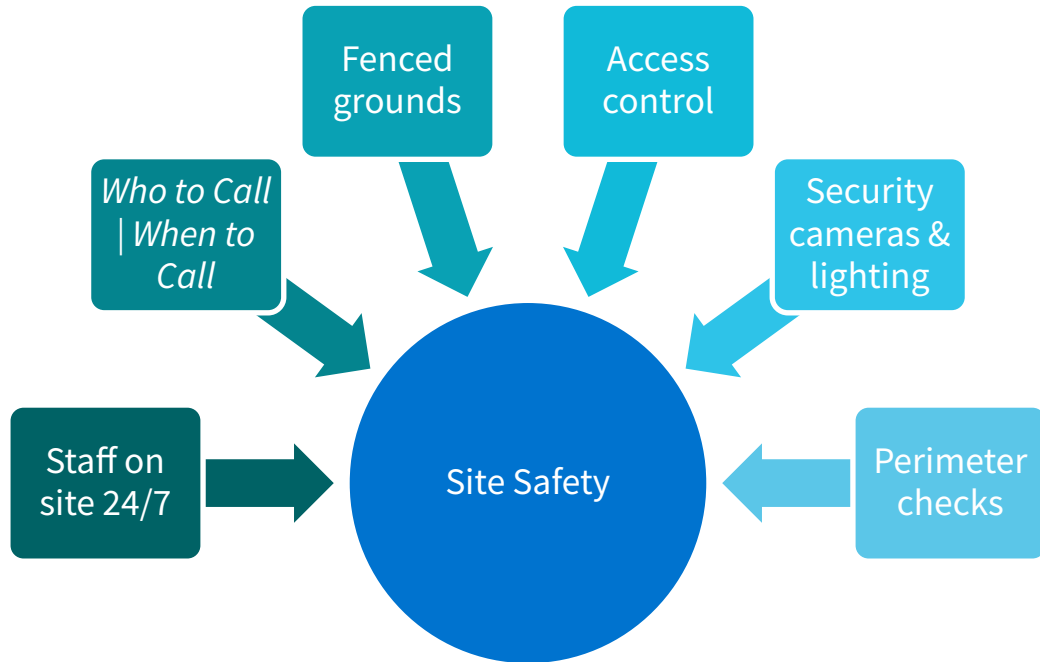 Fenced
grounds
Access
control
Who to Call
| When to
Call
Security
cameras &
lighting
Staff on
site 24/7
Site Safety
Perimeter
checks